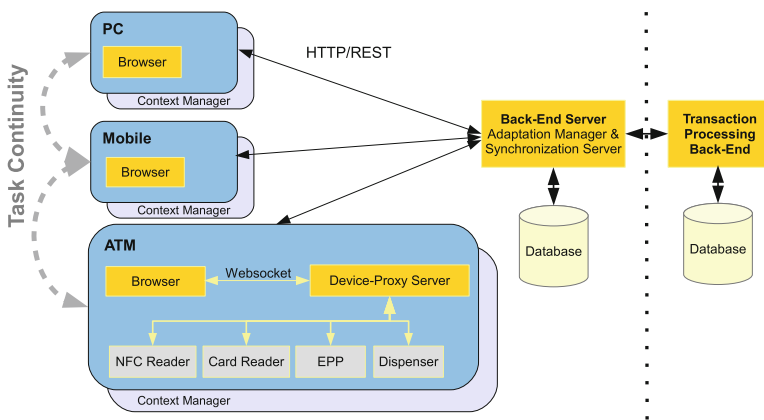 PC
Browser
Context Manager
HTTP/REST
Task Continuity
Mobile
Browser
Context Manager
Back-End Server
Adaptation Manager &
Synchronization Server
Transaction
Processing
Back-End
Database
Database
ATM
Browser
Websocket
Device-Proxy Server
NFC Reader
Card Reader
EPP
Dispenser
Context Manager